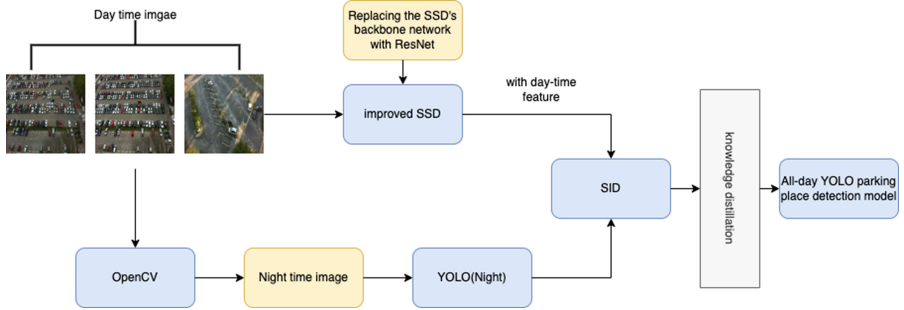 Day time imgae
Replacing the SSD's
backbone network
with ResNet
improved SSD
with day-time
feature
SID
knowledge distillation
All-day YOLO parking
place detection model
OpenCV
Night time image
YOLO(Night)